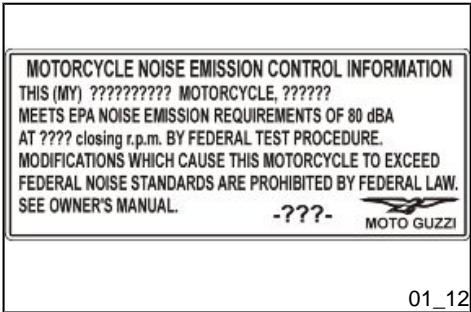 MOTORCYCLE NOISE EMISSION CONTROL INFORMATION
THIS (MY) ?????????? MOTORCYCLE, ??????
MEETS EPA NOISE EMISSION REQUIREMENTS OF 80 dBA
AT ???? closing r.p.m. BY FEDERAL TEST PROCEDURE.
MODIFICATIONS WHICH CAUSE THIS MOTORCYCLE TO EXCEED
FEDERAL NOISE STANDARDS ARE PROHIBITED BY FEDERAL LAW.
SEE OWNER'S MANUAL.
-???-
MOTO GUZZI
01_12